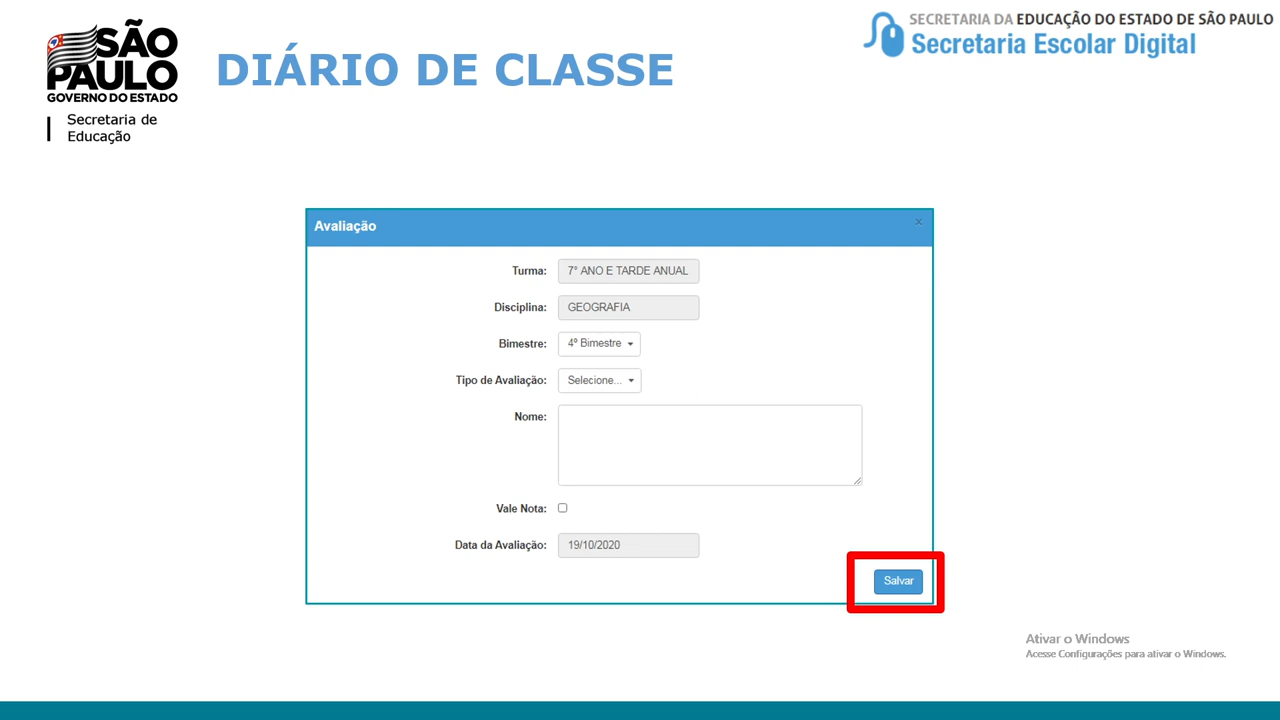 SÃO
PAULO
GOVERNO DO ESTADO
Secretaria de
Educação
DIÁRIO DE CLASSE
SECRETARIA DA EDUCAÇÃO DO ESTADO DE SÃO PAULO
Secretaria Escolar Digital
Avaliação ×
Turma: 7° ANO E TARDE ANUAL
Disciplina: GEOGRAFIA
Bimestre: 4º Bimestre
Tipo de Avaliação: Selecione...
Nome:
Vale Nota:
Data da Avaliação: 19/10/2020
Salvar
Ativar o Windows
Acesse Configurações para ativar o Windows.